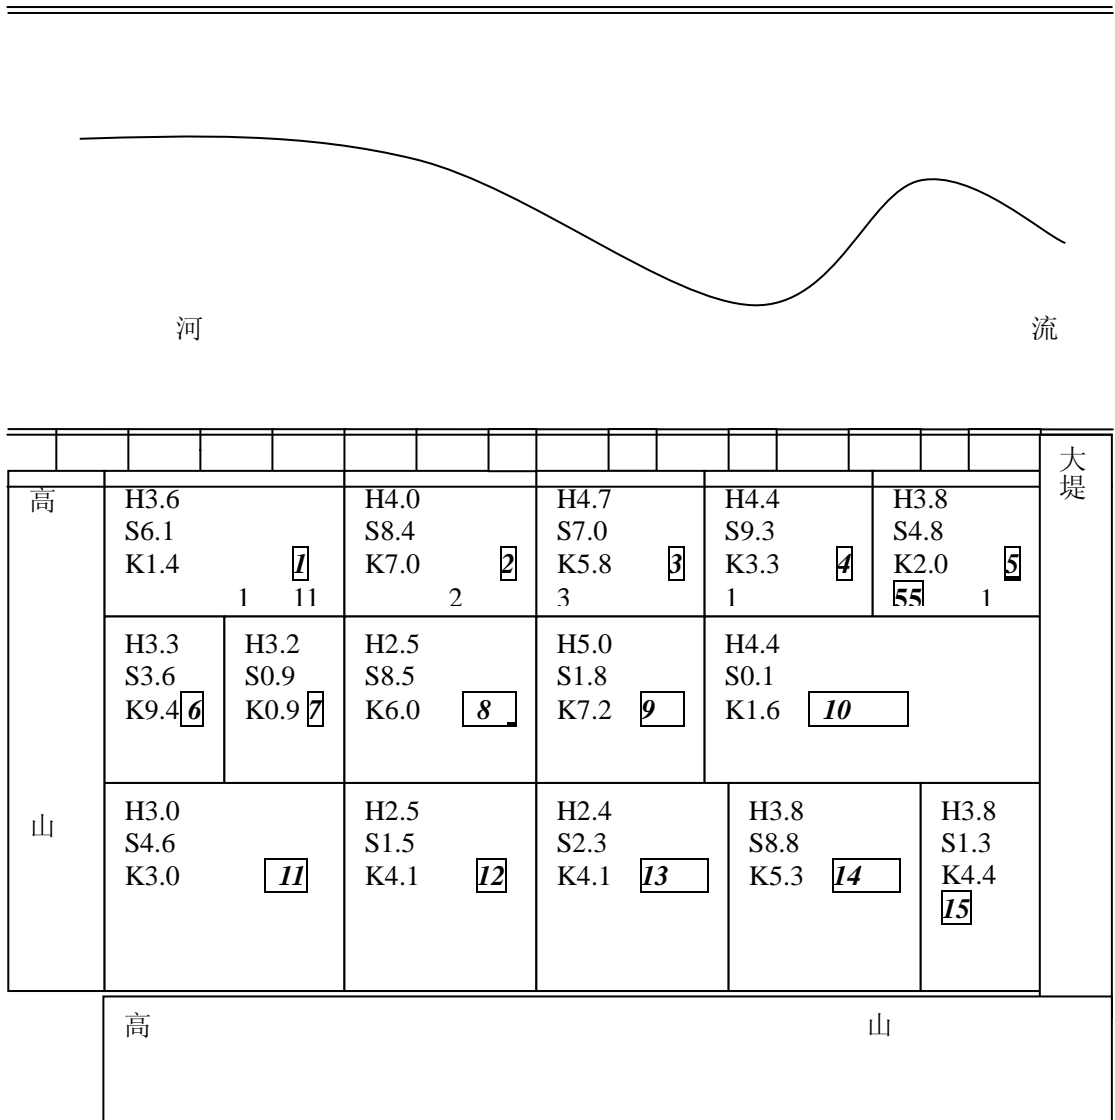 河 流
大
堤
高
H3.6 H4.0 H4.7 H4.4 H3.8
S6.1 S8.4 S7.0 S9.3 S4.8
K1.4 1 K7.0 2 K5.8 3 K3.3 4 K2.0 5
1 11 2 3 1 55 1
H3.3 H3.2 H2.5 H5.0 H4.4
S3.6 S0.9 S8.5 S1.8 S0.1
K9.4 6 K0.9 7 K6.0 8 K7.2 9 K1.6 10
山
H3.0 H2.5 H2.4 H3.8 H3.8
S4.6 S1.5 S2.3 S8.8 S1.3
K3.0 11 K4.1 12 K4.1 13 K5.3 14 K4.4
15
高 山